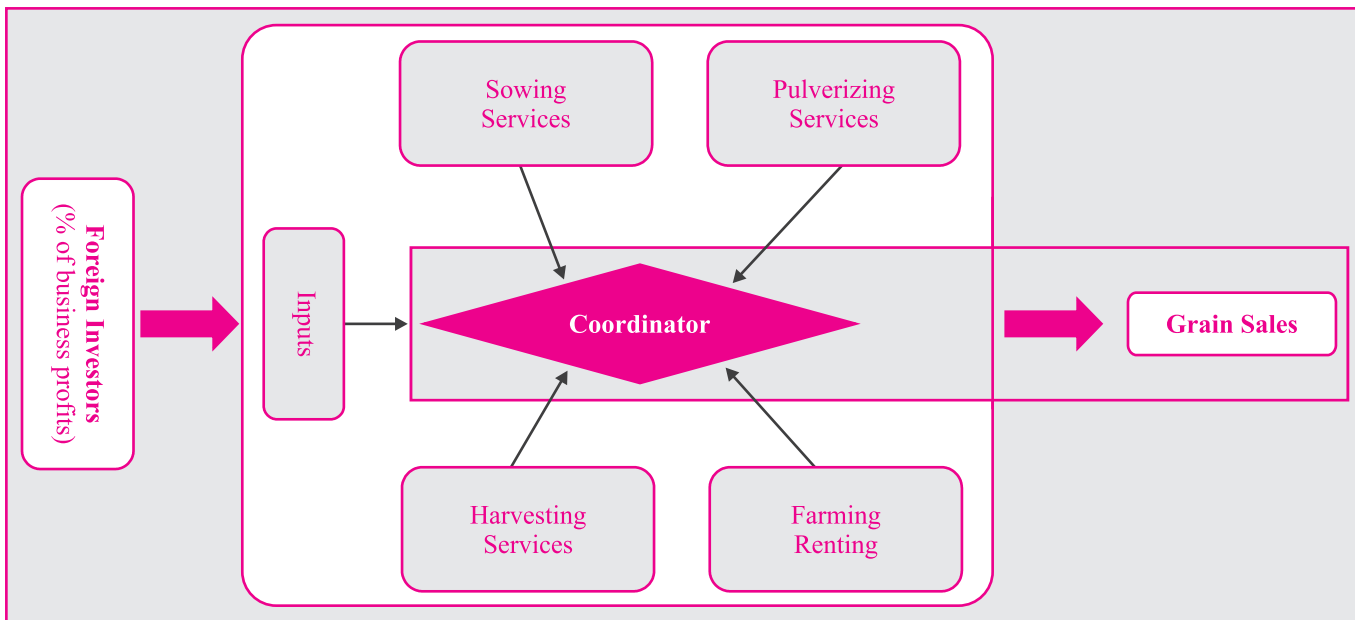 Sowing
Services
Pulverizing
Services
Foreign Investors
(% of business profits)
Inputs
Coordinator
Grain Sales
Harvesting
Services
Farming
Renting